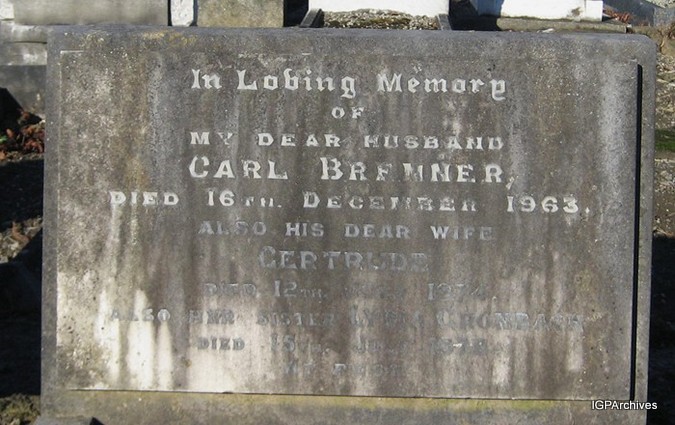 In Loving Memory
OF
MY DEAR HUSBAND
CARL BRENNER,
DIED 16TH. DECEMBER 1963.
ALSO HIS DEAR WIFE
GERTRUDE
DIED 12TH. 1974.
ALSO HER SISTER
DIED
IGPArchives